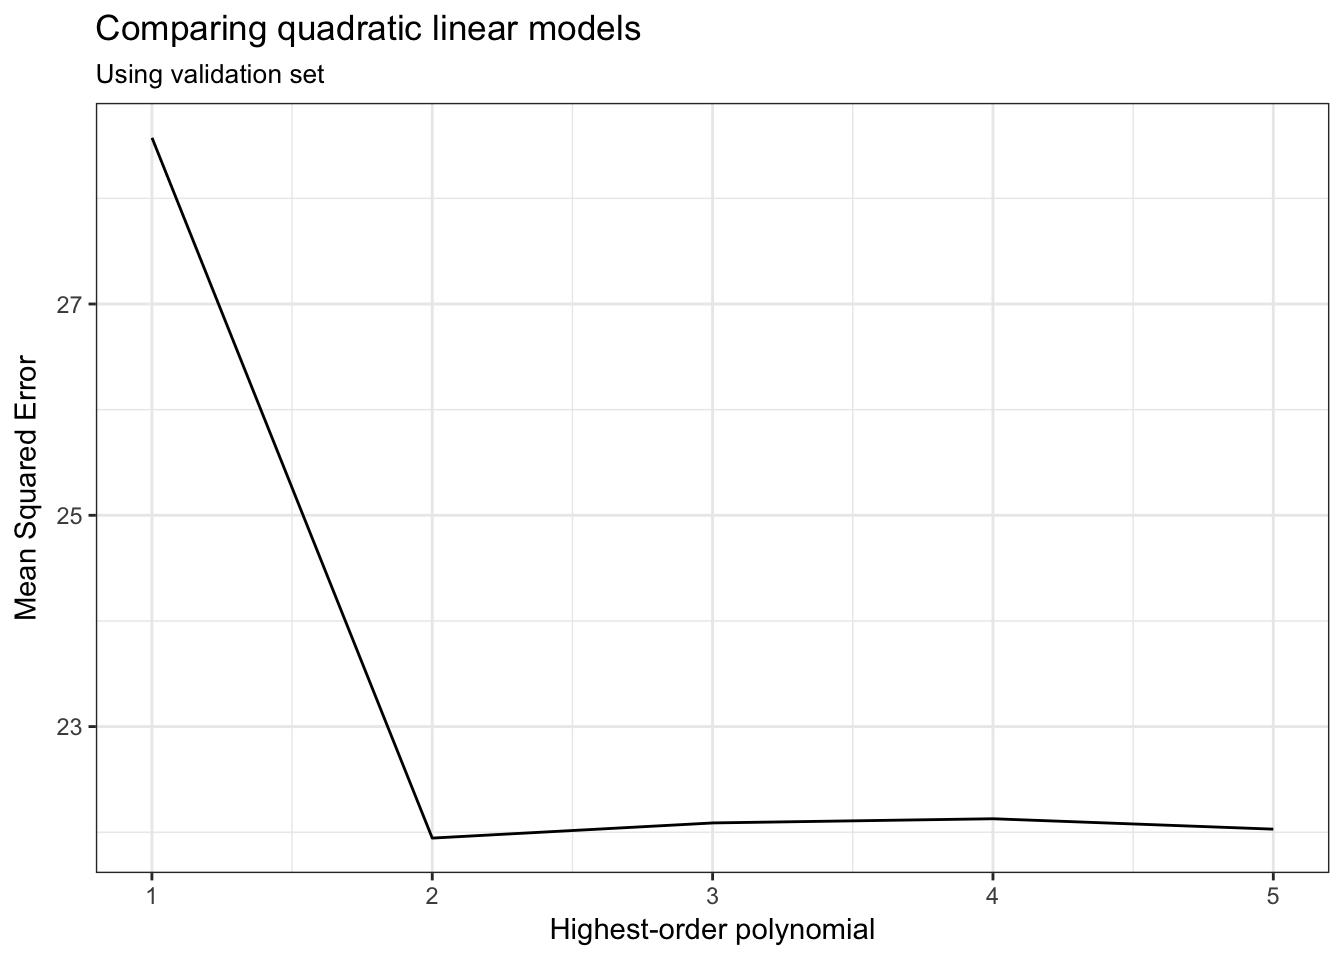 Comparing quadratic linear models
Using validation set
Mean Squared Error
27
25
23
1 2 3 4 5
Highest-order polynomial